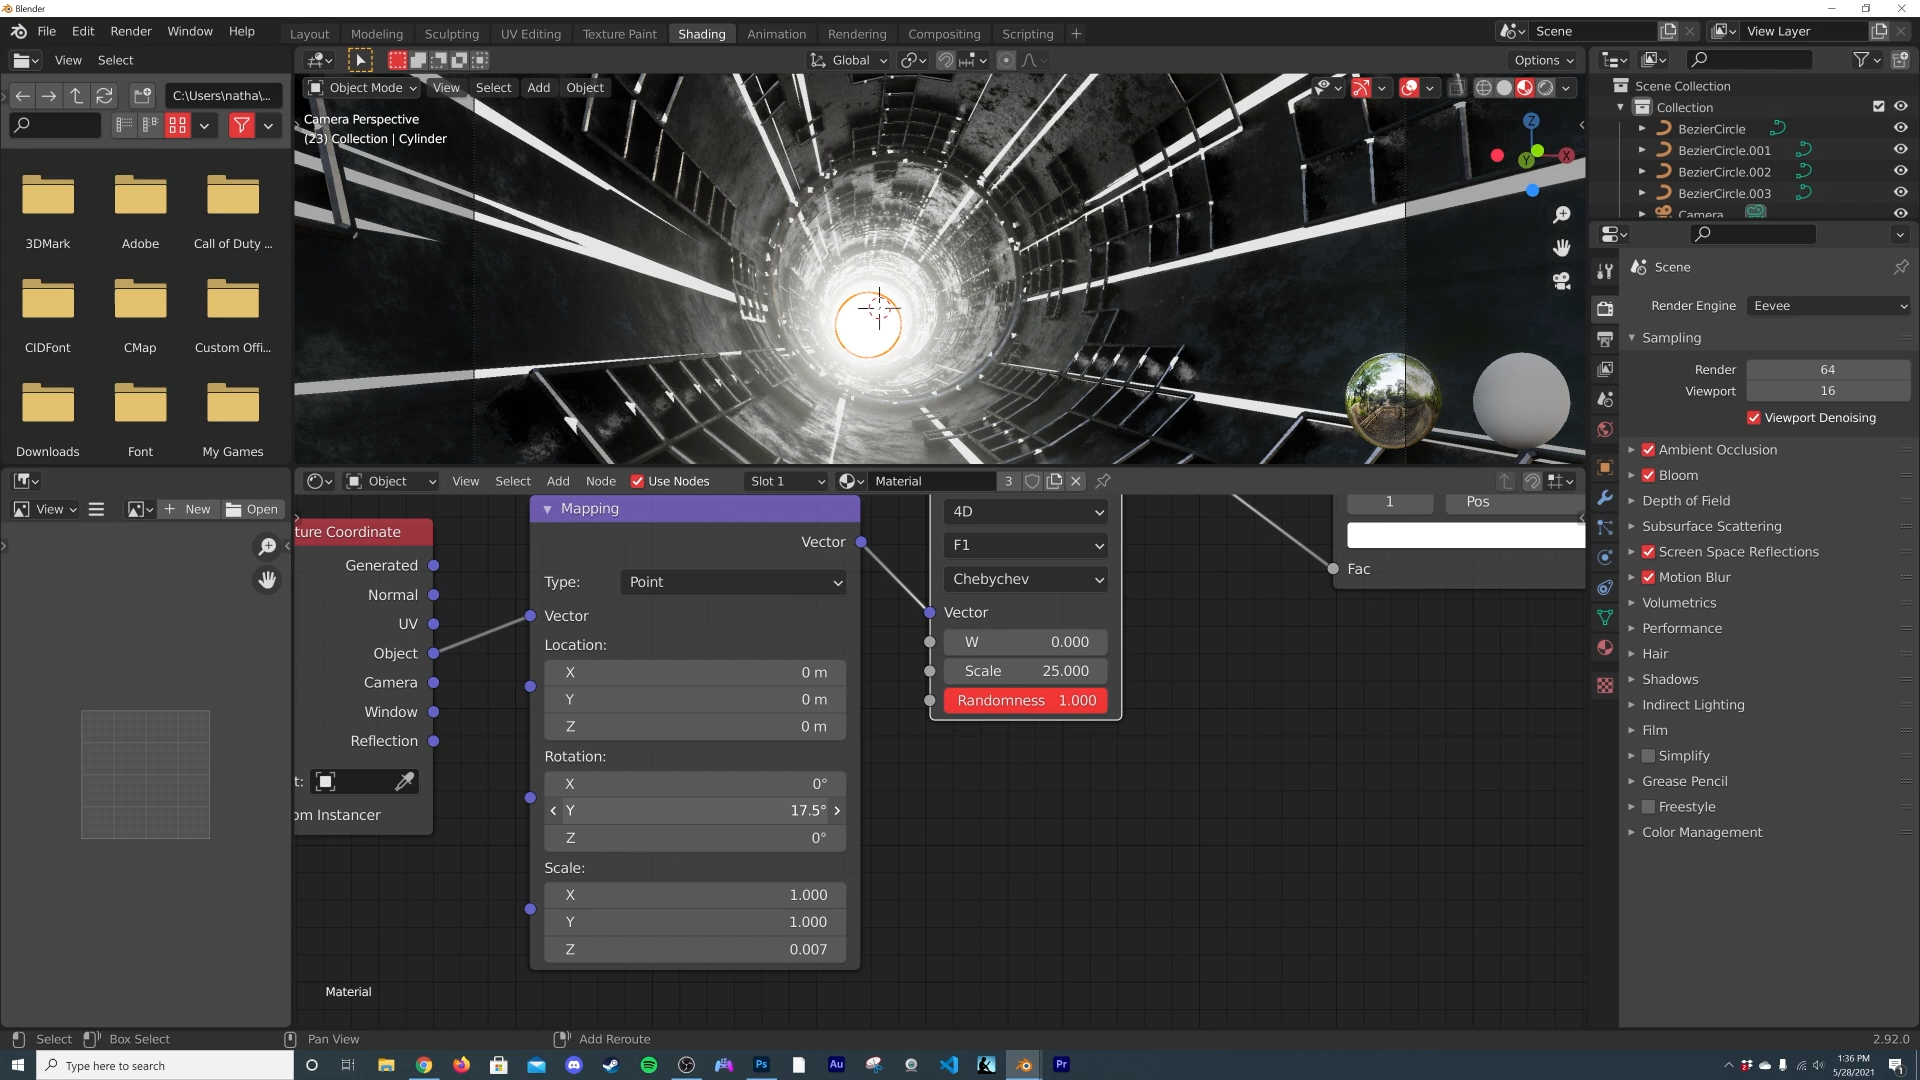 Blender
File Edit Render Window Help
Layout Modeling Sculpting UV Editing Texture Paint Shading Animation Rendering Compositing Scripting +
Scene
View Layer
View Select
Global
Options
C:\Users\natha\...
Object Mode View Select Add Object
Camera Perspective
(23) Collection | Cylinder
Z
Y
X
3DMark
Adobe
Call of Duty ...
CIDFont
CMap
Custom Offi...
Downloads
Font
My Games
Scene Collection
Collection
BezierCircle
BezierCircle.001
BezierCircle.002
BezierCircle.003
Camera
Scene
Render Engine Eevee
Sampling
Render 64
Viewport 16
Viewport Denoising
Ambient Occlusion
Bloom
Depth of Field
Subsurface Scattering
Screen Space Reflections
Motion Blur
Volumetrics
Performance
Hair
Shadows
Indirect Lighting
Film
Simplify
Grease Pencil
Freestyle
Color Management
Object View Select Add Node Use Nodes Slot 1 Material 3
View New Open
ture Coordinate
Generated
Normal
UV
Object
Camera
Window
Reflection
t:
om Instancer
Mapping
Vector
Type: Point
Vector
Location:
X 0 m
Y 0 m
Z 0 m
Rotation:
X 0°
Y 17.5°
Z 0°
Scale:
X 1.000
Y 1.000
Z 0.007
4D
F1
Chebychev
Vector
W 0.000
Scale 25.000
Randomness 1.000
1 Pos
Fac
Material
Select Box Select Pan View Add Reroute 2.92.0
Type here to search
Ps
Au
Pr
1:36 PM
5/28/2021
1